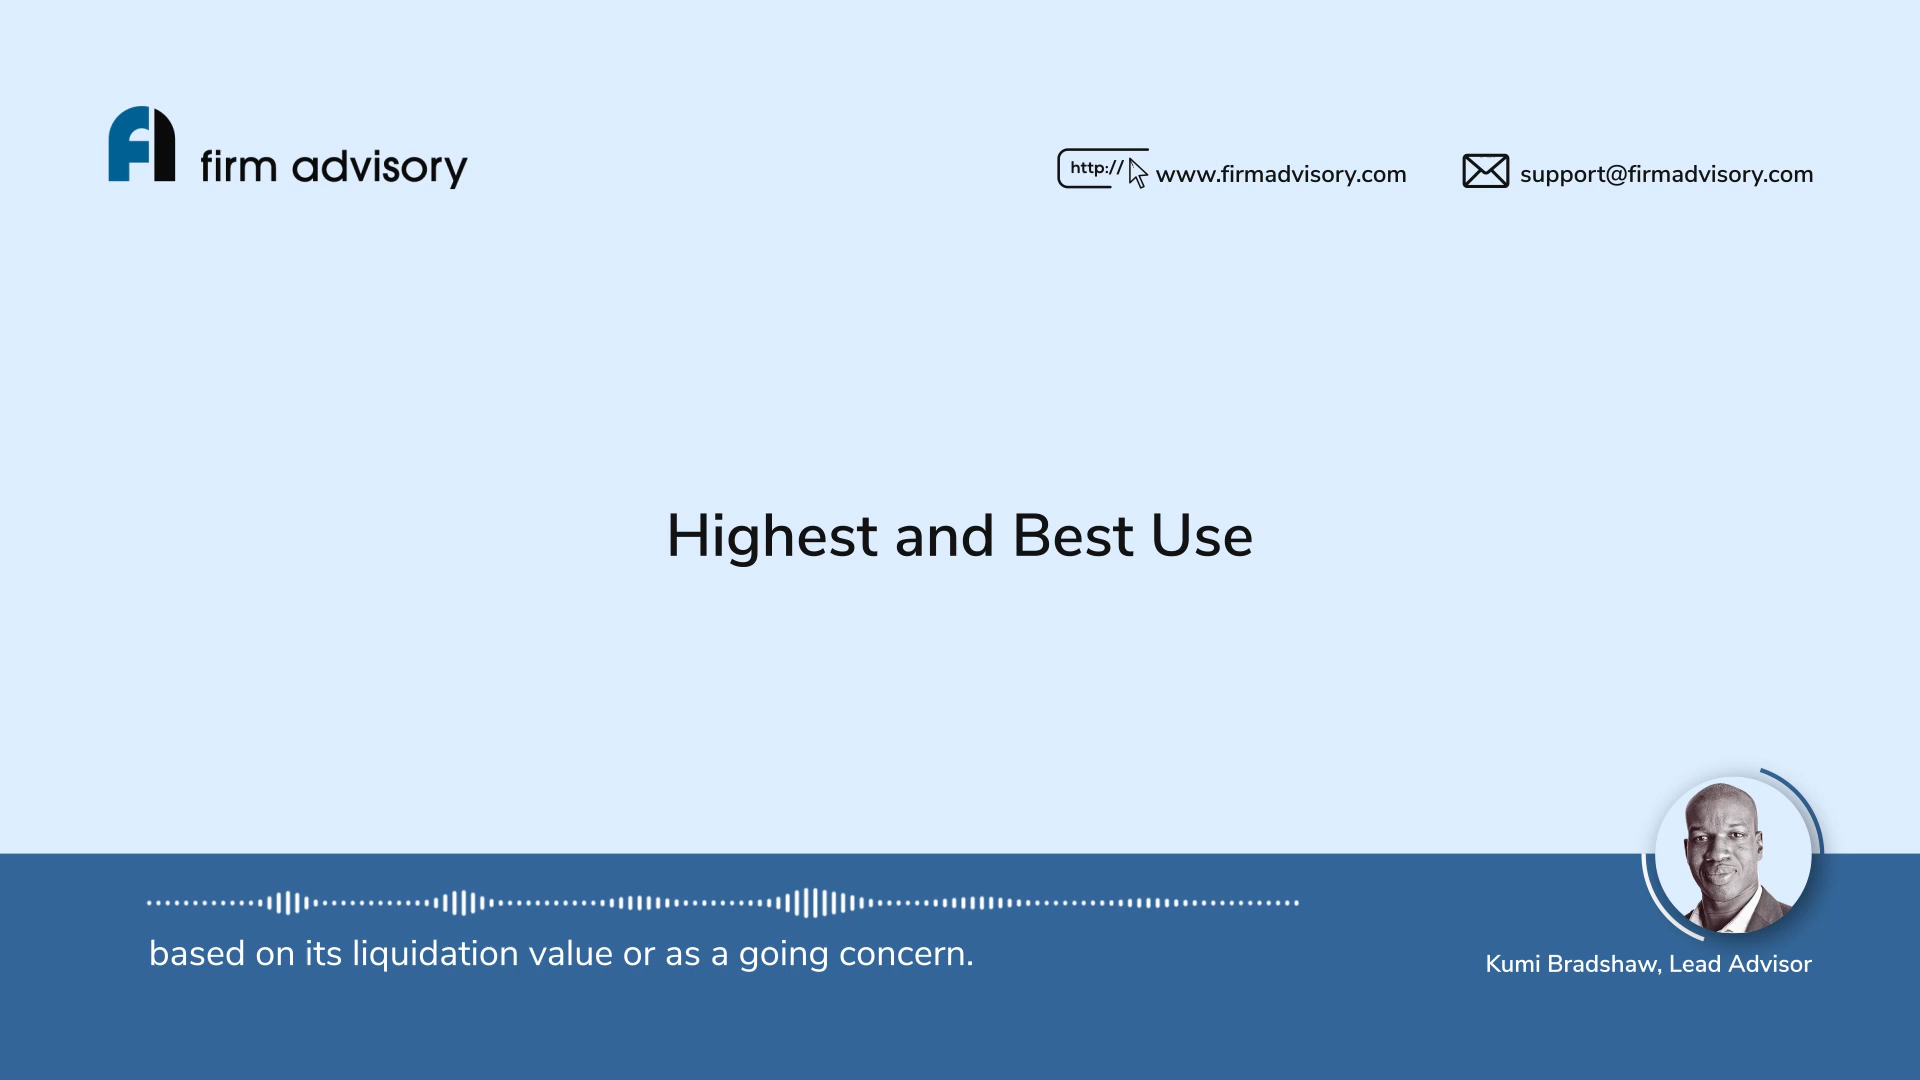 firm advisory
http://
www.firmadvisory.com
support@firmadvisory.com
Highest and Best Use
based on its liquidation value or as a going concern.
Kumi Bradshaw, Lead Advisor